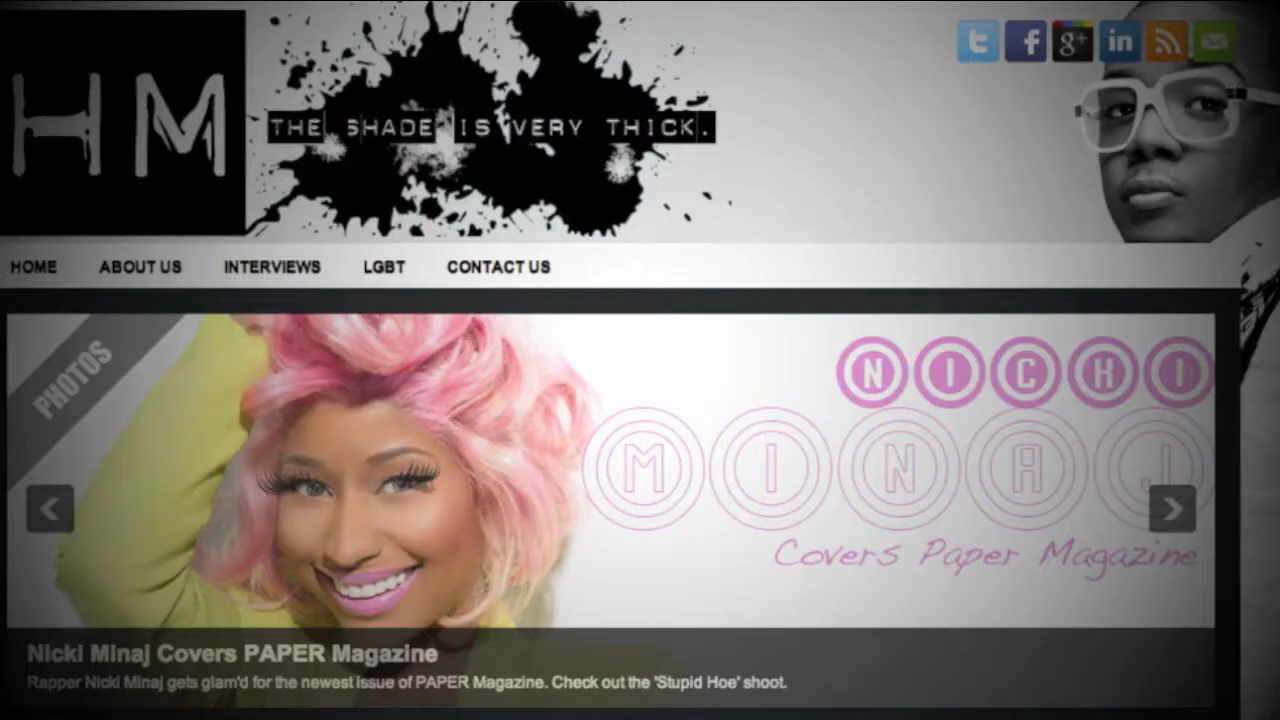 HM
THE SHADE IS VERY THICK.
HOME ABOUT US INTERVIEWS LGBT CONTACT US
PHOTOS
NICKI
MINAJ
Covers Paper Magazine
Nicki Minaj Covers PAPER Magazine
Rapper Nicki Minaj gets glam'd for the newest issue of PAPER Magazine. Check out the 'Stupid Hoe' shoot.